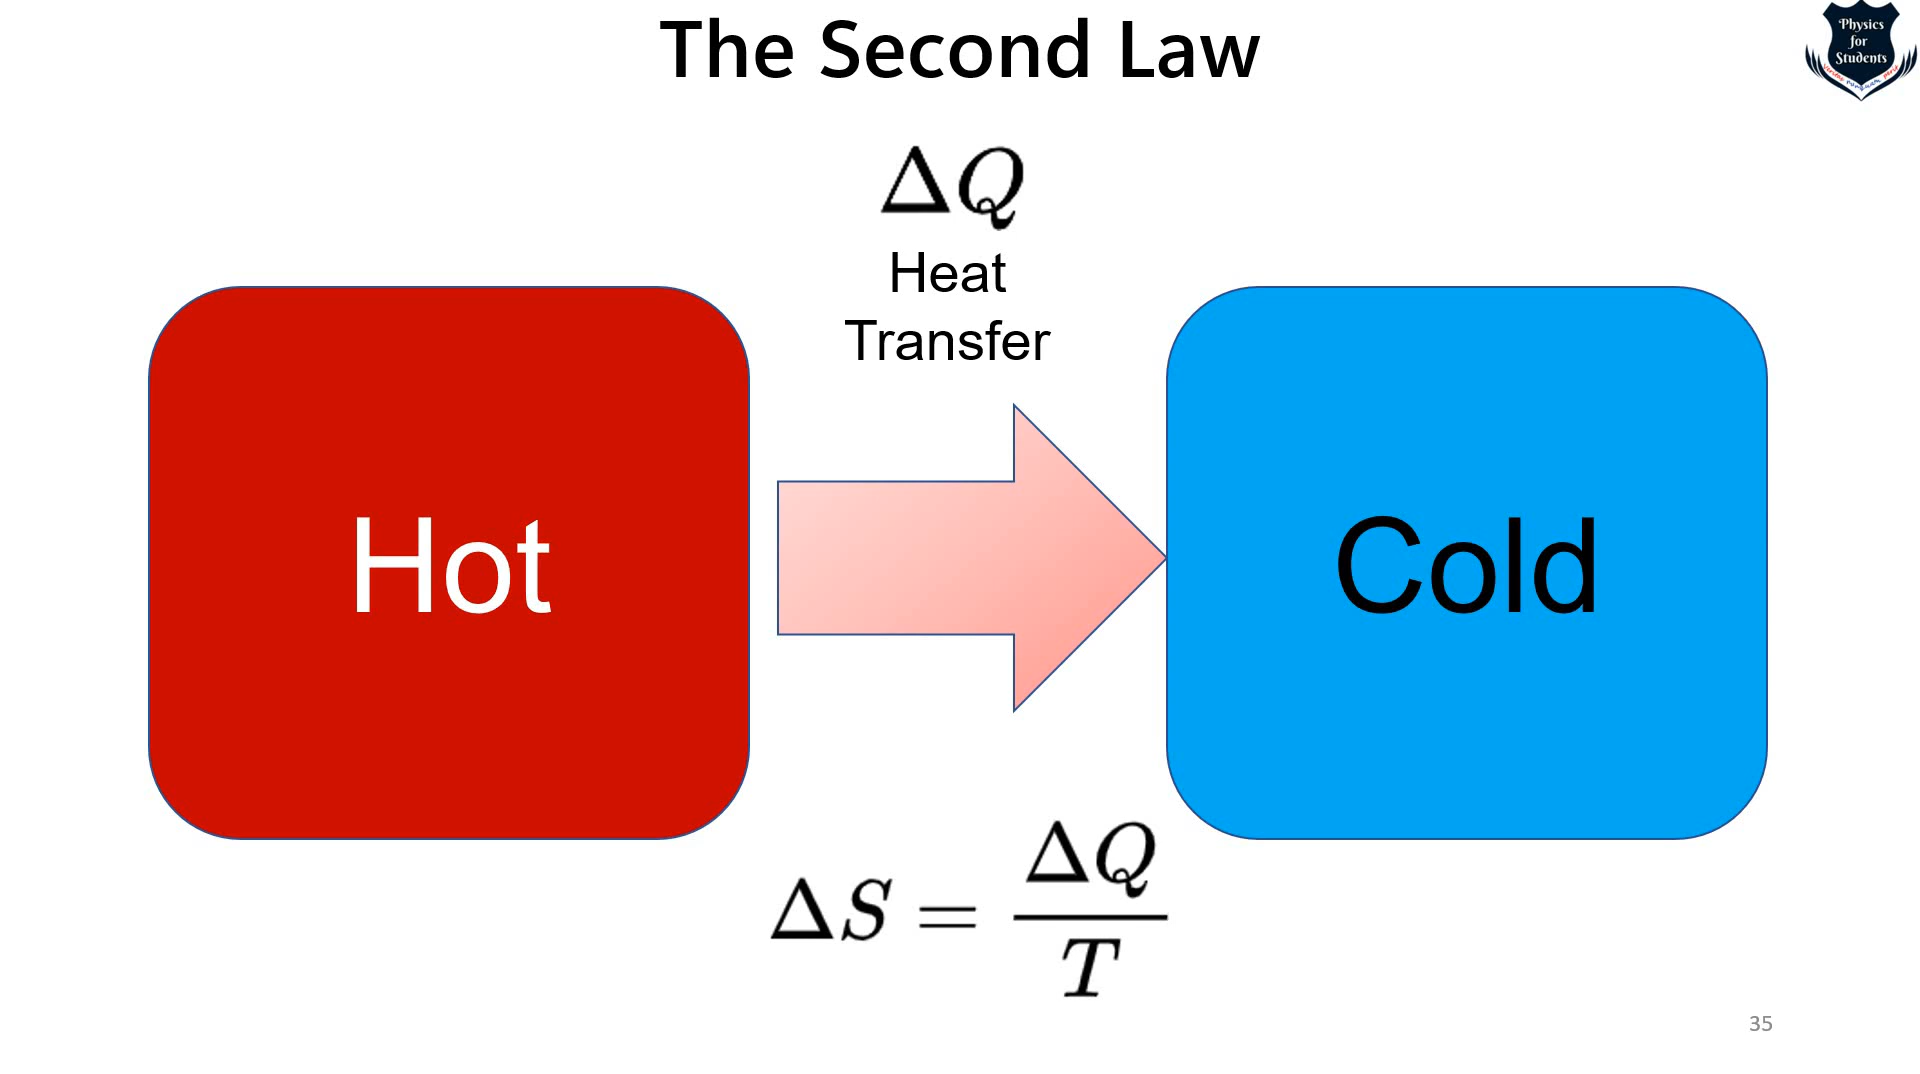 The Second Law
Physics
for
Students
ΔQ
Heat
Transfer
Hot
Cold
ΔS = ΔQ / T
35